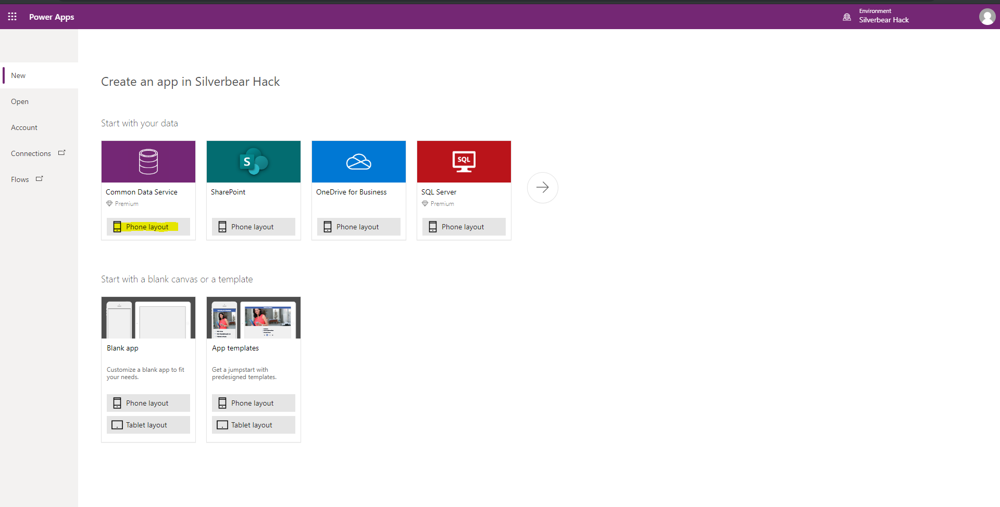 Power Apps
Environment
Silverbear Hack
New
Open
Account
Connections
Flows
Create an app in Silverbear Hack
Start with your data
S
SQL
Common Data Service
Premium
Phone layout
SharePoint
Phone layout
OneDrive for Business
Phone layout
SQL Server
Premium
Phone layout
Start with a blank canvas or a template
Blank app
Customize a blank app to fit
your needs.
Phone layout
Tablet layout
App templates
Get a jumpstart with
predesigned templates.
Phone layout
Tablet layout